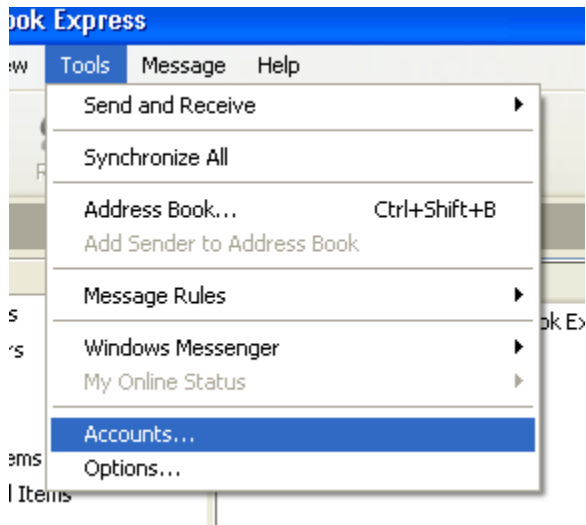 ook Express
ew Tools Message Help
Send and Receive
Synchronize All
Address Book... Ctrl+Shift+B
Add Sender to Address Book
Message Rules
ok Ex
Windows Messenger
My Online Status
Accounts...
ems
Options...
l Items